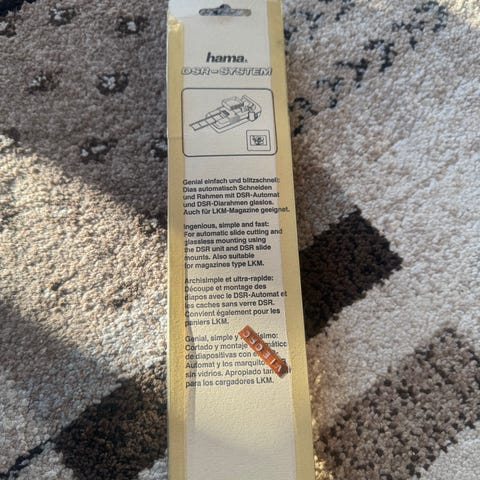 hama®
DSR-SYSTEM
Genial einfach und blitzschnell:
Dias automatisch Schneiden
und Rahmen mit DSR-Automat
und DSR-Diarahmen glaslos.
Auch für LKM-Magazine geeignet.
Ingenious, simple and fast:
For automatic slide cutting and
glassless mounting using
the DSR unit and DSR slide
mounts. Also suitable
for magazines type LKM.
Archisimple et ultra-rapide:
Découpe et montage des
diapos avec le DSR-Automat et
les caches sans verre DSR.
Convient également pour les
paniers LKM.
Genial, simple y
Cortado y montaje
de diapositivas con
Automat y los marquito
sin vidrios. Apropiado
para los cargadores LKM.